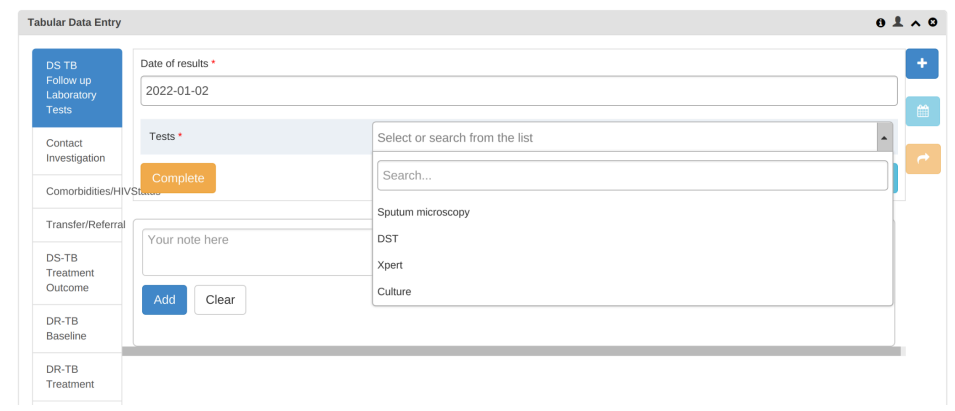 Tabular Data Entry
DS TB
Follow up
Laboratory
Tests
Contact
Investigation
Comorbidities/HIVStatus
Transfer/Referral
DS-TB
Treatment
Outcome
DR-TB
Baseline
DR-TB
Treatment
Date of results *
2022-01-02
Tests *
Select or search from the list
Search...
Sputum microscopy
DST
Xpert
Culture
Complete
Your note here
Add
Clear